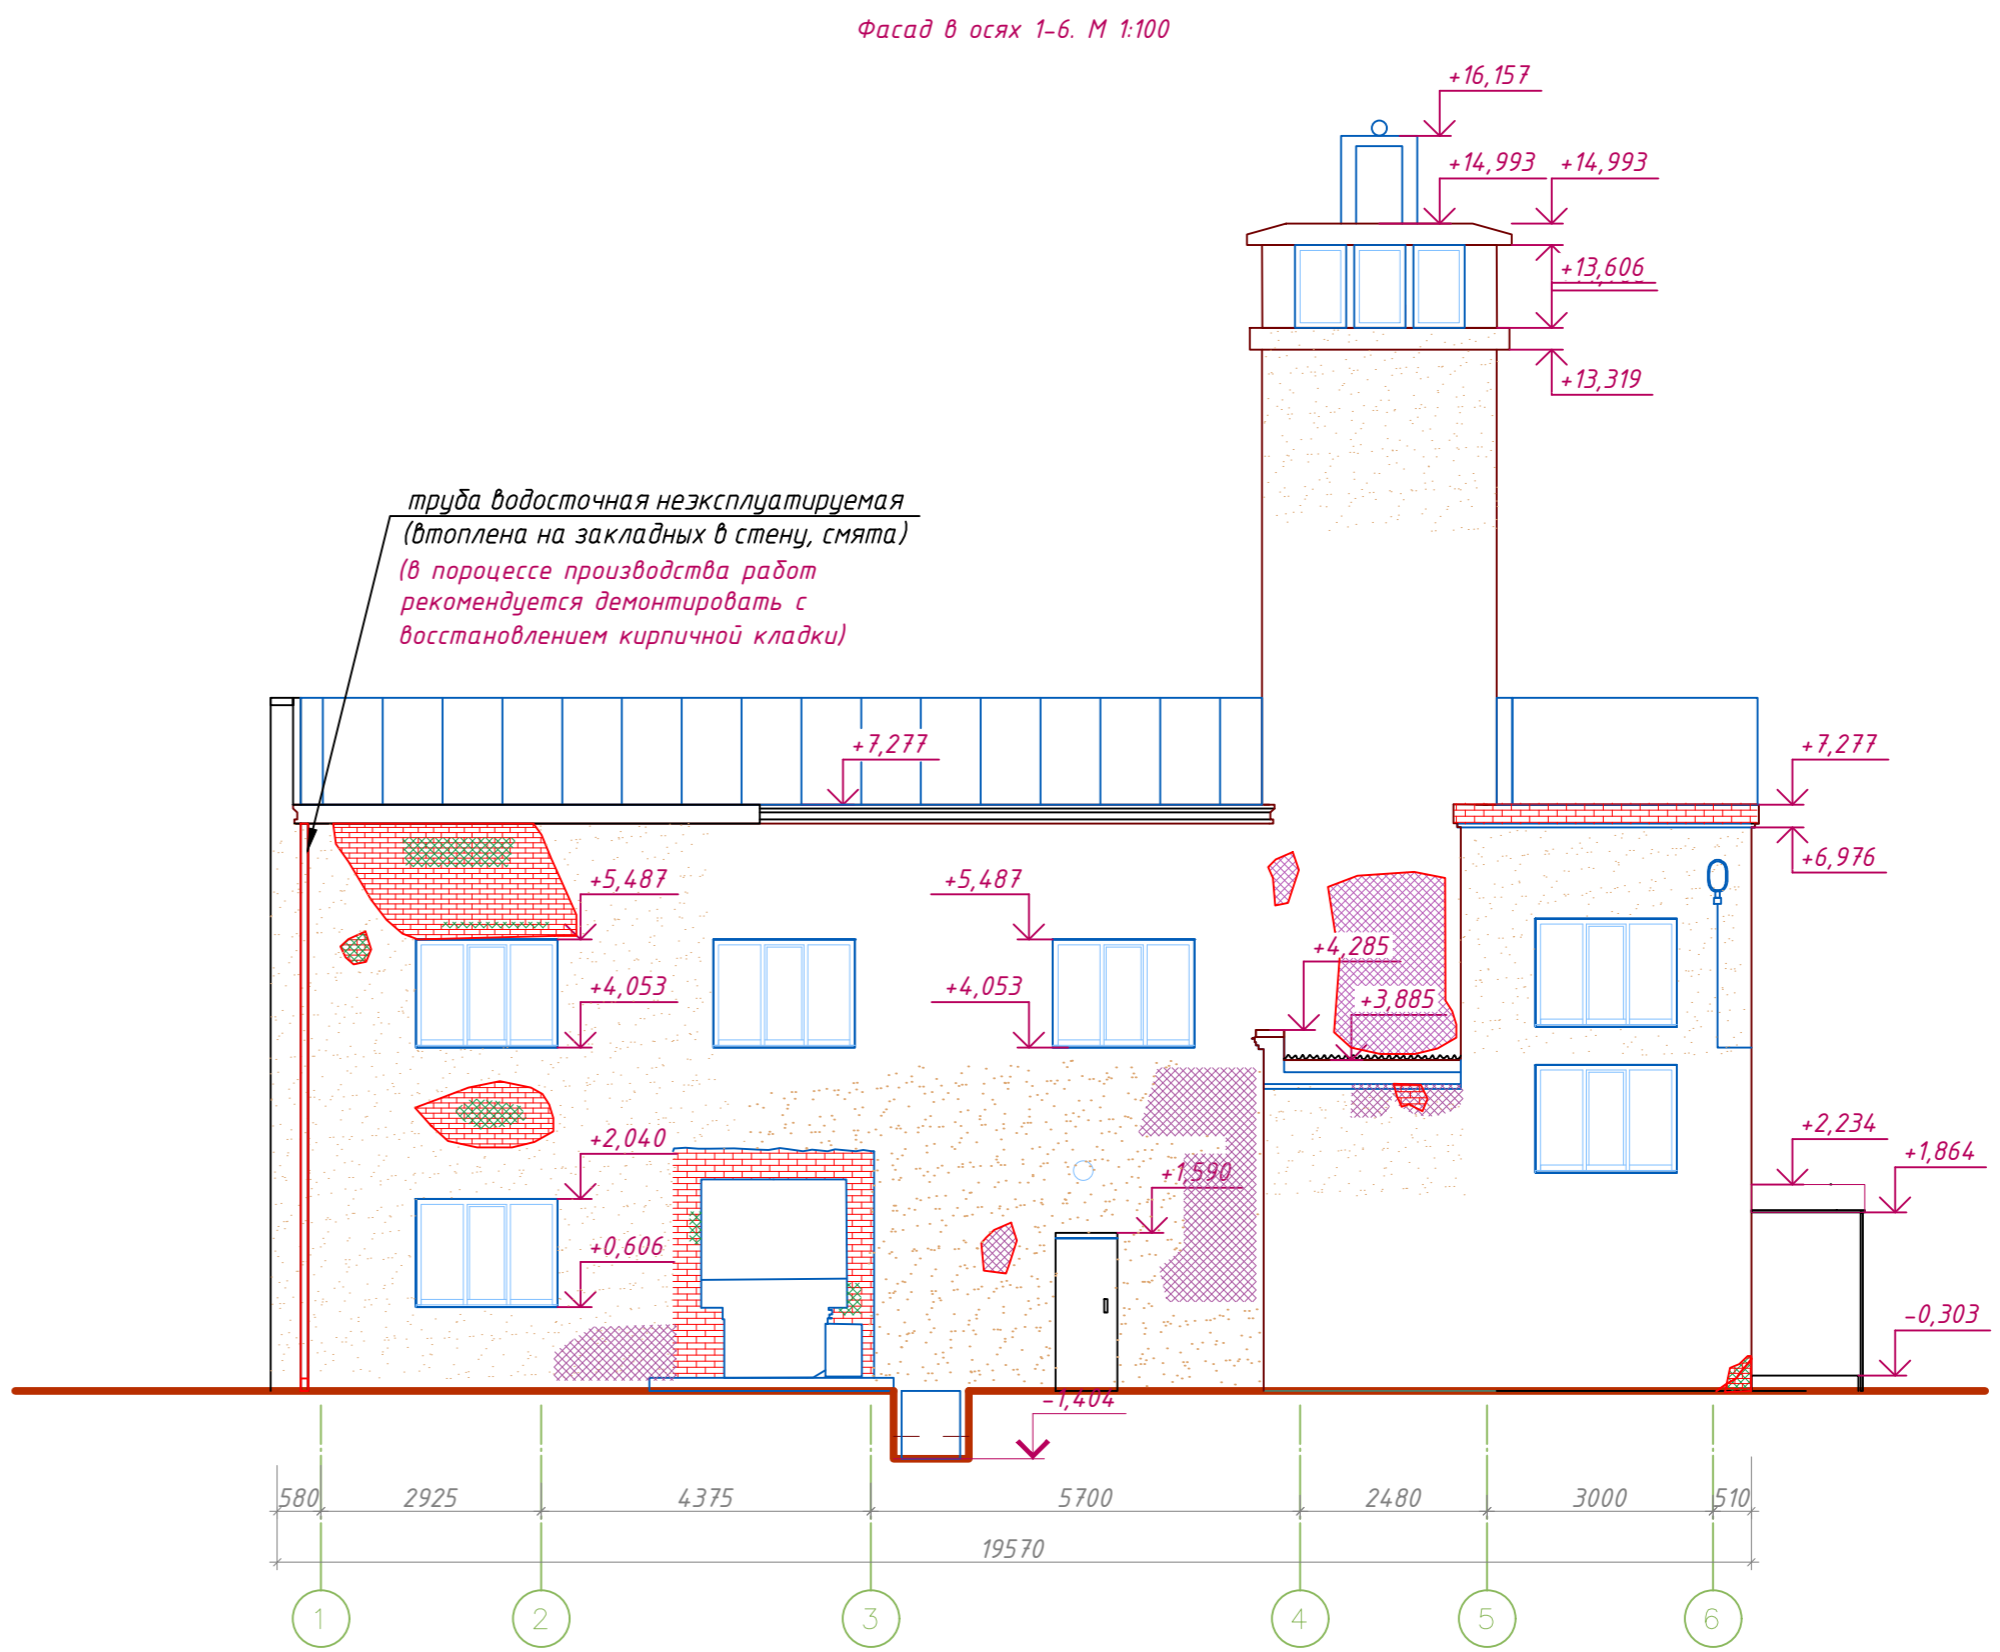 Фасад в осях 1-6. М 1:100
+16,157
+14,993
+14,993
+13,606
+13,319
труба водосточная неэксплуатируемая
(втоплена на закладных в стену, смята)
(в пороцессе производства работ
рекомендуется демонтировать с
восстановлением кирпичной кладки)
+7,277
+7,277
+6,976
+5,487
+5,487
+4,285
+4,053
+4,053
+3,885
+2,040
+1,590
+2,234
+1,864
+0,606
-0,303
-1,404
580 2925 4375 5700 2480 3000 510
19570
1 2 3 4 5 6